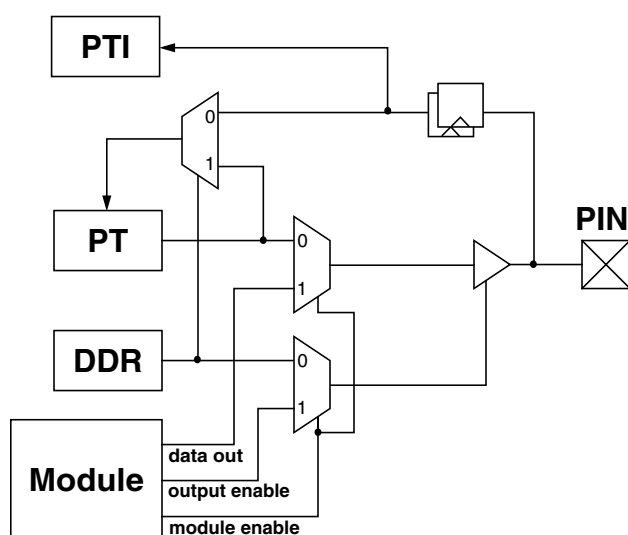 PTI
0
1
PT
PIN
0
1
DDR
0
1
Module
data out
output enable
module enable